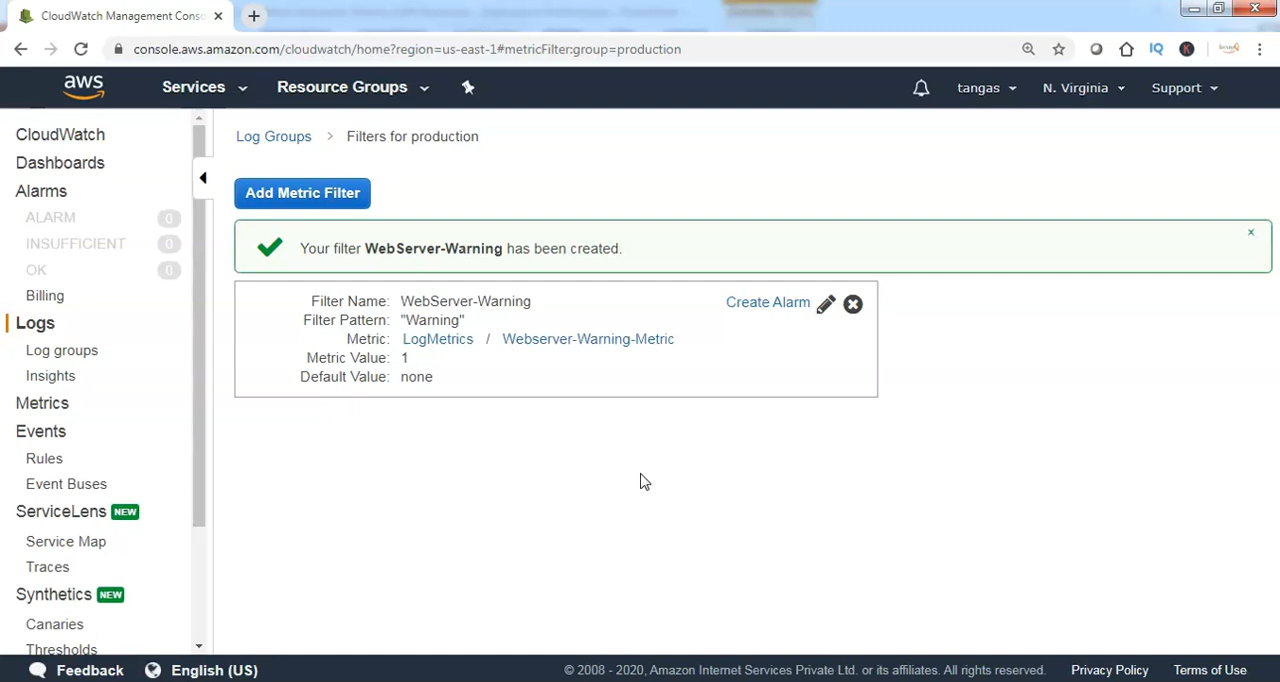 CloudWatch Management Conso
console.aws.amazon.com/cloudwatch/home?region=us-east-1#metricFilter:group=production
IQ
K
aws
Services
Resource Groups
tangas
N. Virginia
Support
CloudWatch
Dashboards
Alarms
ALARM 0
INSUFFICIENT 0
OK 0
Billing
Logs
Log groups
Insights
Metrics
Events
Rules
Event Buses
ServiceLens NEW
Service Map
Traces
Synthetics NEW
Canaries
Thresholds
Log Groups > Filters for production
Add Metric Filter
Your filter WebServer-Warning has been created.
Filter Name: WebServer-Warning
Create Alarm
Filter Pattern: "Warning"
Metric: LogMetrics / Webserver-Warning-Metric
Metric Value: 1
Default Value: none
Feedback
English (US)
© 2008 - 2020, Amazon Internet Services Private Ltd. or its affiliates. All rights reserved.
Privacy Policy
Terms of Use